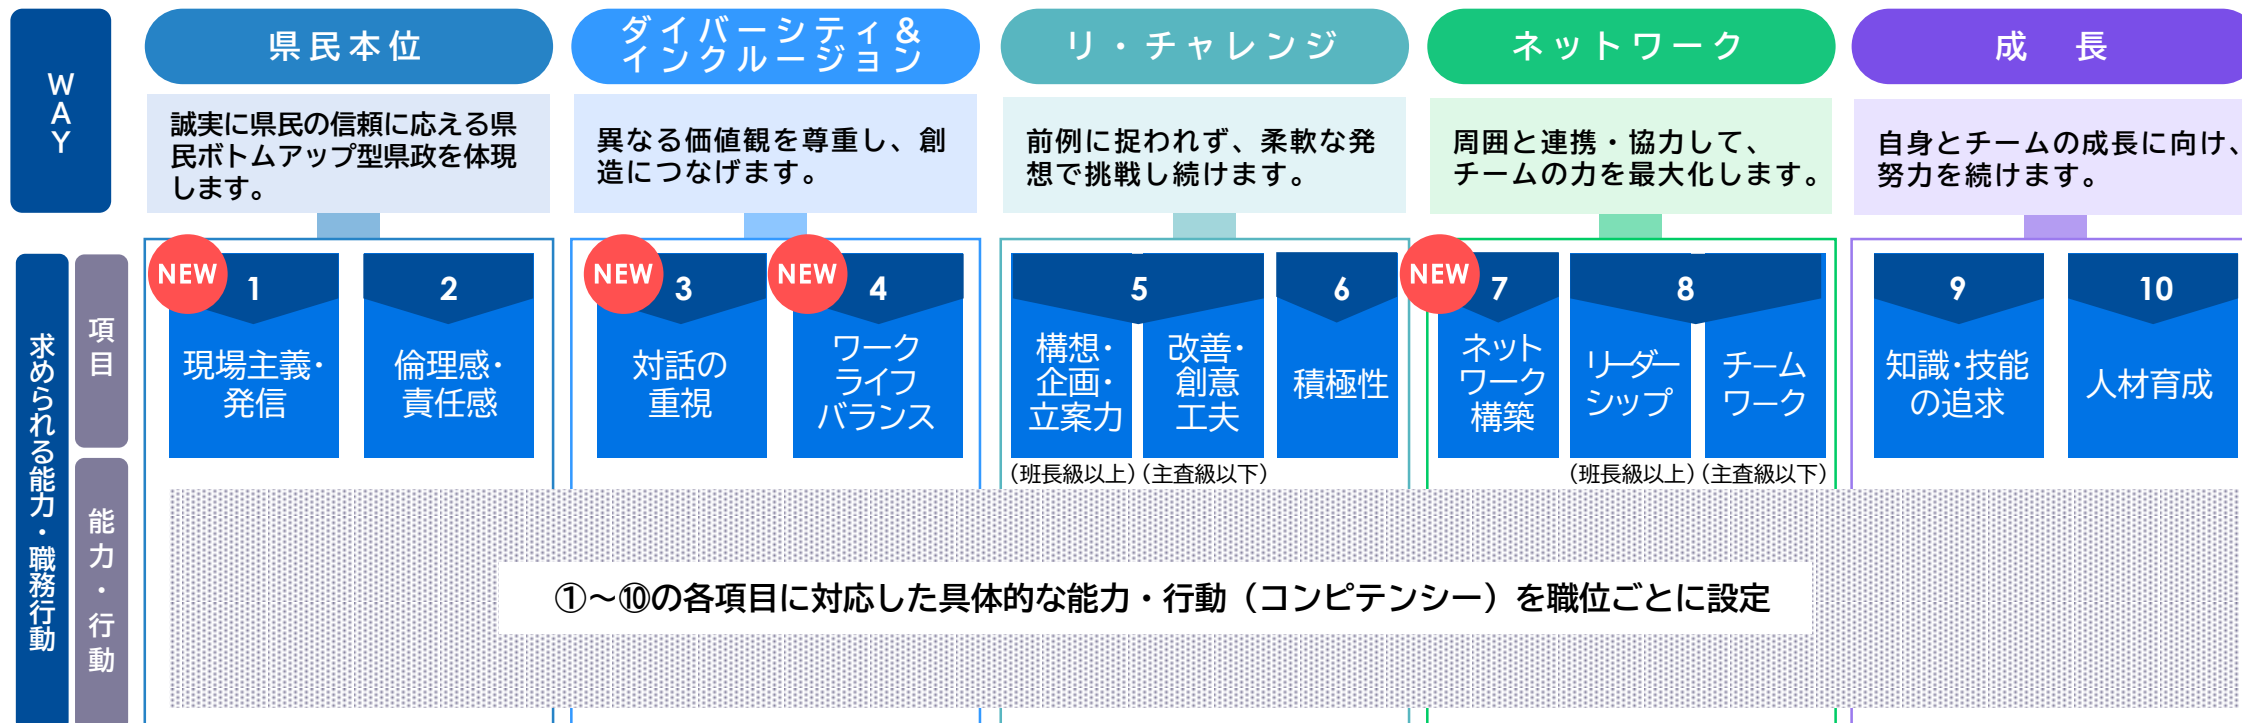 WAY
県民本位
誠実に県民の信頼に応える県
民ボトムアップ型県政を体現
します。
ダイバーシティ&
インクルージョン
異なる価値観を尊重し、創
造につなげます。
リ・チャレンジ
前例に捉われず、柔軟な発
想で挑戦し続けます。
ネットワーク
周囲と連携・協力して、
チームの力を最大化します。
成 長
自身とチームの成長に向け、
努力を続けます。
求められる能力・職務行動
項目
NEW
1
現場主義・
発信
2
倫理感・
責任感
NEW
3
対話の
重視
NEW
4
ワーク
ライフ
バランス
5
構想・
企画・
立案力
(班長級以上)
改善・
創意
工夫
(主査級以下)
6
積極性
NEW
7
ネット
ワーク
構築
8
リーダー
シップ
(班長級以上)
チーム
ワーク
(主査級以下)
9
知識・技能
の追求
10
人材育成
能力・行動
①~⑩の各項目に対応した具体的な能力・行動(コンピテンシー)を職位ごとに設定